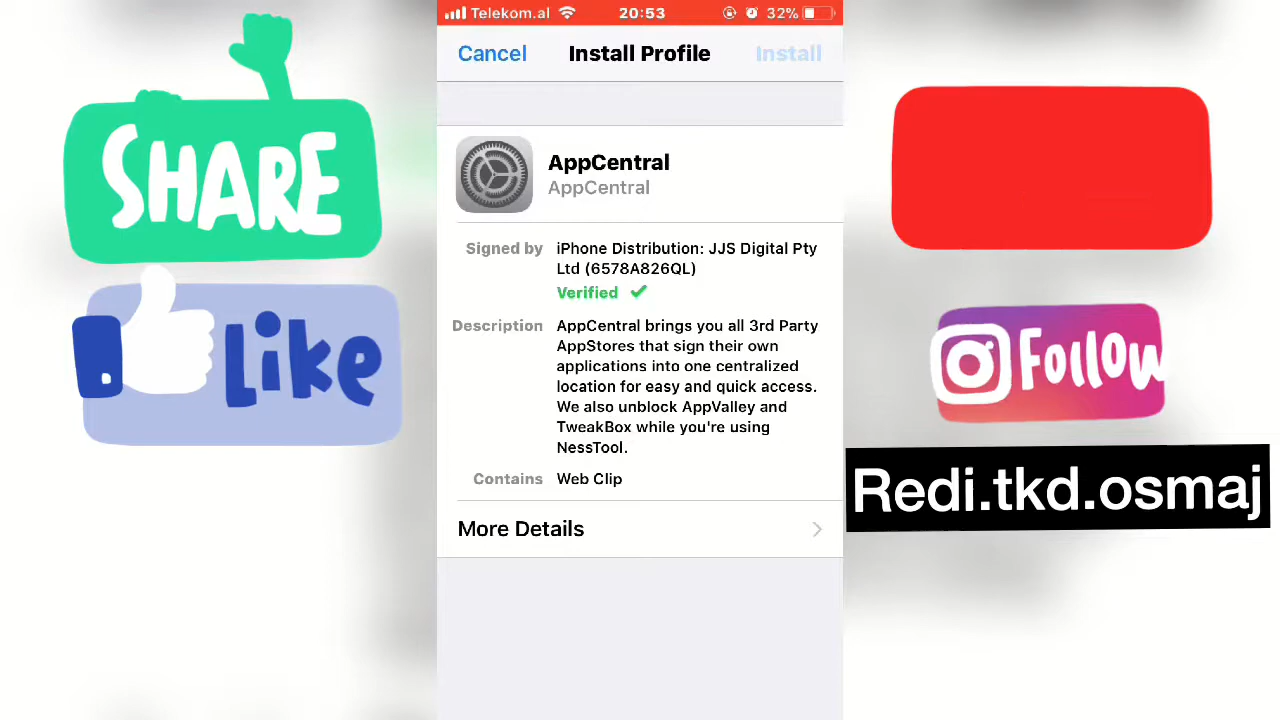 SHARE
Like
Telekom.al
20:53
32%
Cancel
Install Profile
Install
AppCentral
AppCentral
Signed by
iPhone Distribution: JJS Digital Pty
Ltd (6578A826QL)
Verified
Description
AppCentral brings you all 3rd Party
AppStores that sign their own
applications into one centralized
location for easy and quick access.
We also unblock AppValley and
TweakBox while you're using
NessTool.
Contains
Web Clip
More Details
Follow
Redi.tkd.osmaj